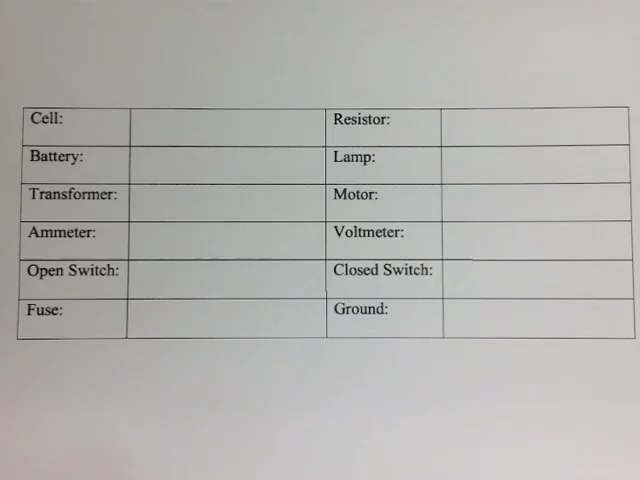 Cell: Resistor:
Battery: Lamp:
Transformer: Motor:
Ammeter: Voltmeter:
Open Switch: Closed Switch:
Fuse: Ground: